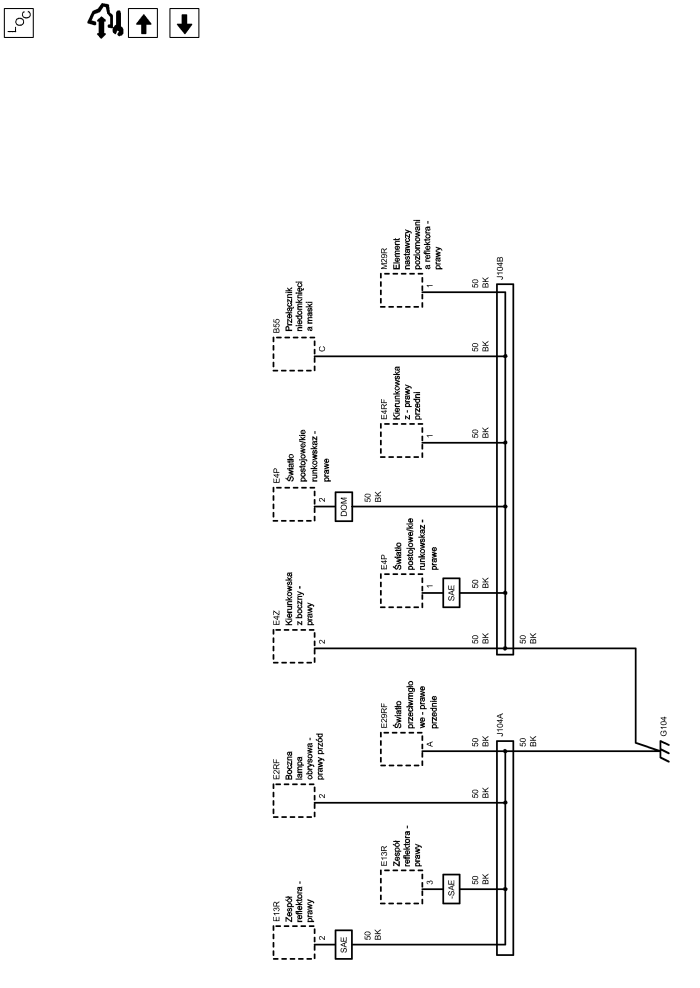 LOC
E13R
Zespół
reflektora -
prawy
2
SAE
50
BK
E2RF
Boczna
lampa
obrysowa -
prawy przód
2
50
BK
E4Z
Kierunkowska
z boczny -
prawy
2
50
BK
E4P
Światło
postojowe/kie
runkowskaz -
prawe
2
DOM
50
BK
B55
Przełącznik
niedomknięci
a maski
C
50
BK
E13R
Zespół
reflektora -
prawy
3
-SAE
50
BK
E29RF
Światło
przeciwmgło
we - prawe
przednie
A
50
BK
E4P
Światło
postojowe/kie
runkowskaz -
prawe
1
SAE
50
BK
E4RF
Kierunkowska
z - prawy
przedni
1
50
BK
M29R
Element
nastawczy
poziomowani
a reflektora -
prawy
1
50
BK
J104A
50
BK
J104B
50
BK
G104